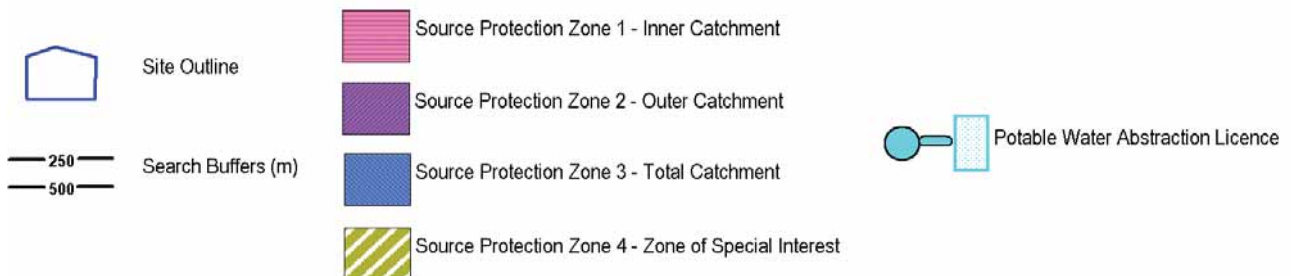 Site Outline
250
500
Search Buffers (m)
Source Protection Zone 1 - Inner Catchment
Source Protection Zone 2 - Outer Catchment
Source Protection Zone 3 - Total Catchment
Source Protection Zone 4 - Zone of Special Interest
Potable Water Abstraction Licence